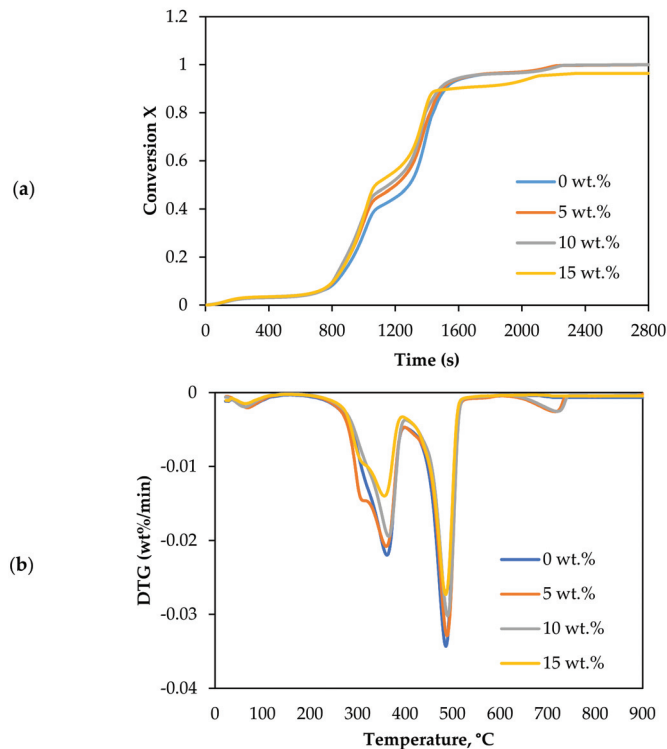 (a)
Conversion X
1.2
1
0.8
0.6
0.4
0.2
0
0 400 800 1200 1600 2000 2400 2800
Time (s)
0 wt.%
5 wt.%
10 wt.%
15 wt.%
(b)
DTG (wt%/min)
0
-0.01
-0.02
-0.03
-0.04
0 100 200 300 400 500 600 700 800 900
Temperature, °C
0 wt.%
5 wt.%
10 wt.%
15 wt.%